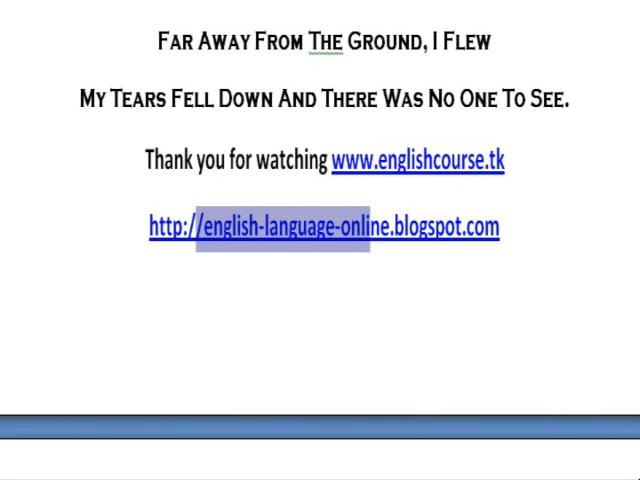 Far Away From The Ground, I Flew
My Tears Fell Down And There Was No One To See.
Thank you for watching www.englishcourse.tk
http://english-language-online.blogspot.com